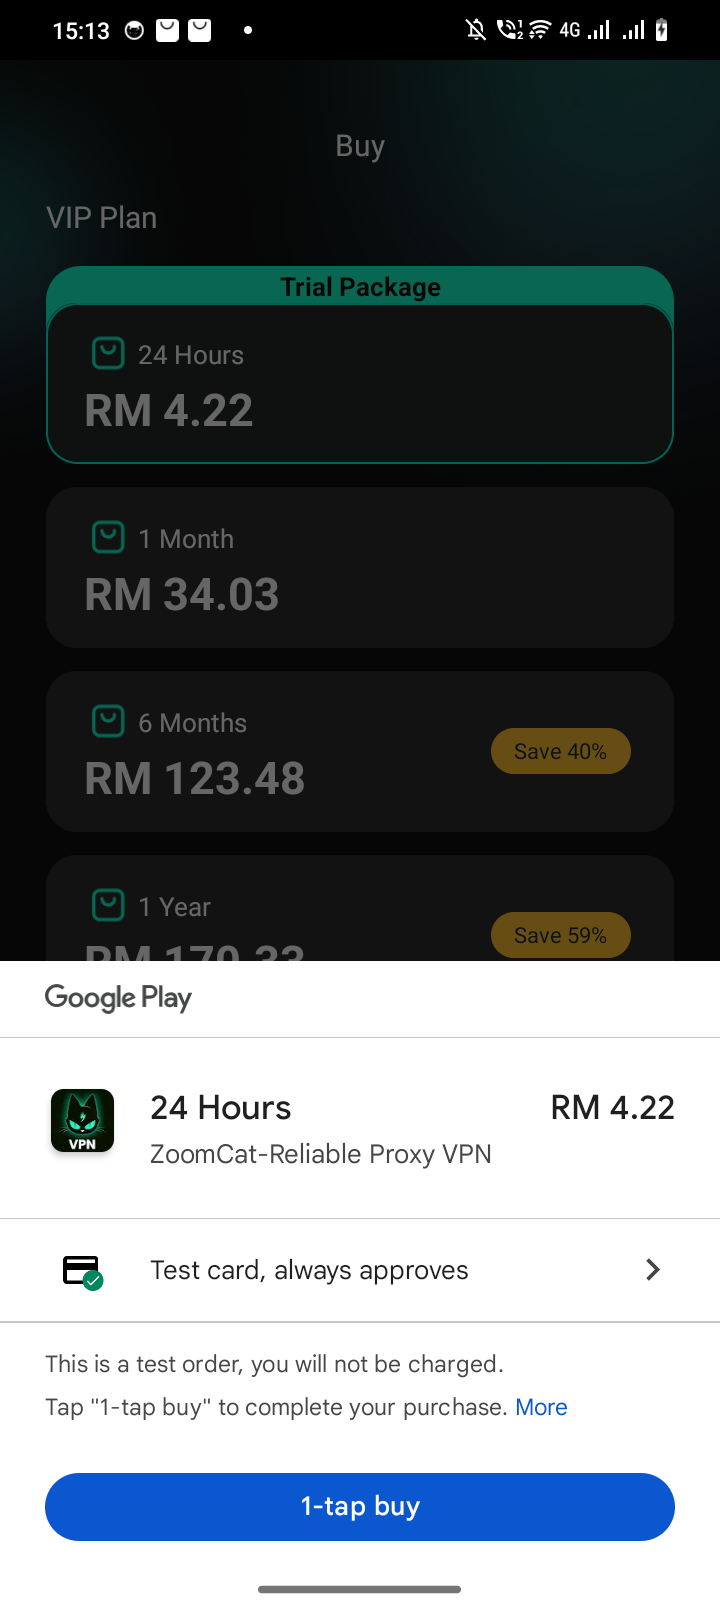 15:13
4G
Buy
VIP Plan
Trial Package
24 Hours
RM 4.22
1 Month
RM 34.03
6 Months
RM 123.48
Save 40%
1 Year
RM 170.33
Save 59%
Google Play
24 Hours
RM 4.22
ZoomCat-Reliable Proxy VPN
VPN
Test card, always approves
This is a test order, you will not be charged.
Tap "1-tap buy" to complete your purchase. More
1-tap buy